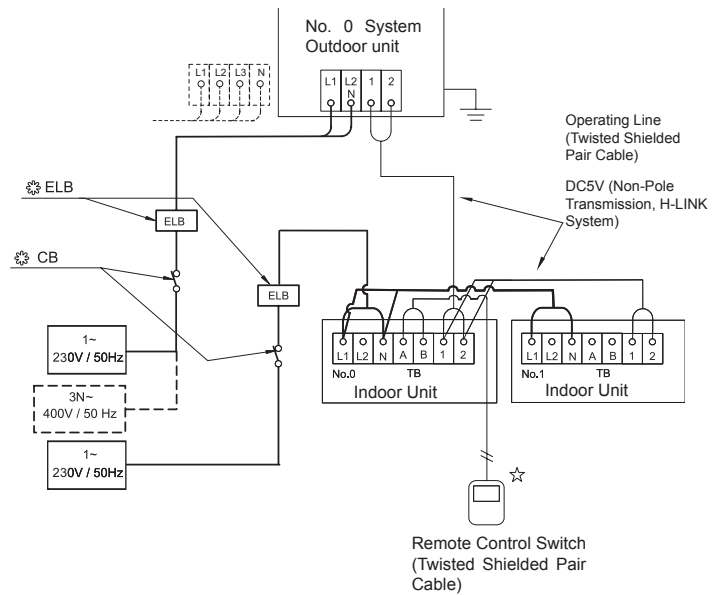 No. 0 System
Outdoor unit
L1 L2 L3 N
L1 L2 1 2
N
Operating Line
(Twisted Shielded
Pair Cable)
DC5V (Non-Pole
Transmission, H-LINK
System)
ELB
ELB
CB
ELB
1~
230V / 50Hz
3N~
400V / 50 Hz
1~
230V / 50Hz
L1 L2 N A B 1 2
No.0 TB
Indoor Unit
L1 L2 N A B 1 2
No.1 TB
Indoor Unit
Remote Control Switch
(Twisted Shielded Pair
Cable)